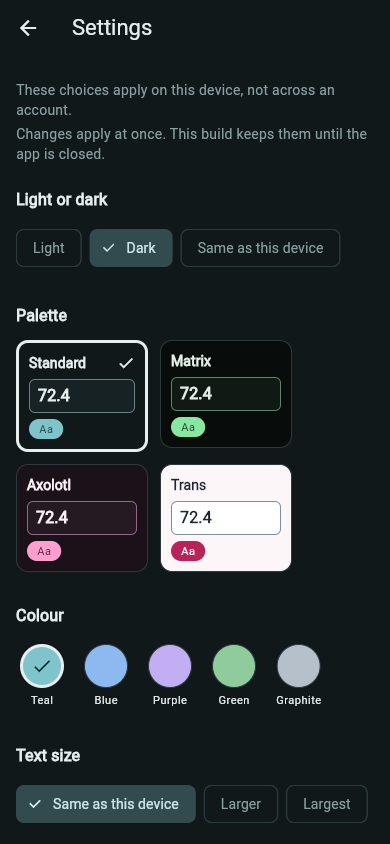 Settings
These choices apply on this device, not across an
account.
Changes apply at once. This build keeps them until the
app is closed.
Light or dark
Light
Dark
Same as this device
Palette
Standard
72.4
Aa
Matrix
72.4
Aa
Axolotl
72.4
Aa
Trans
72.4
Aa
Colour
Teal
Blue
Purple
Green
Graphite
Text size
Same as this device
Larger
Largest